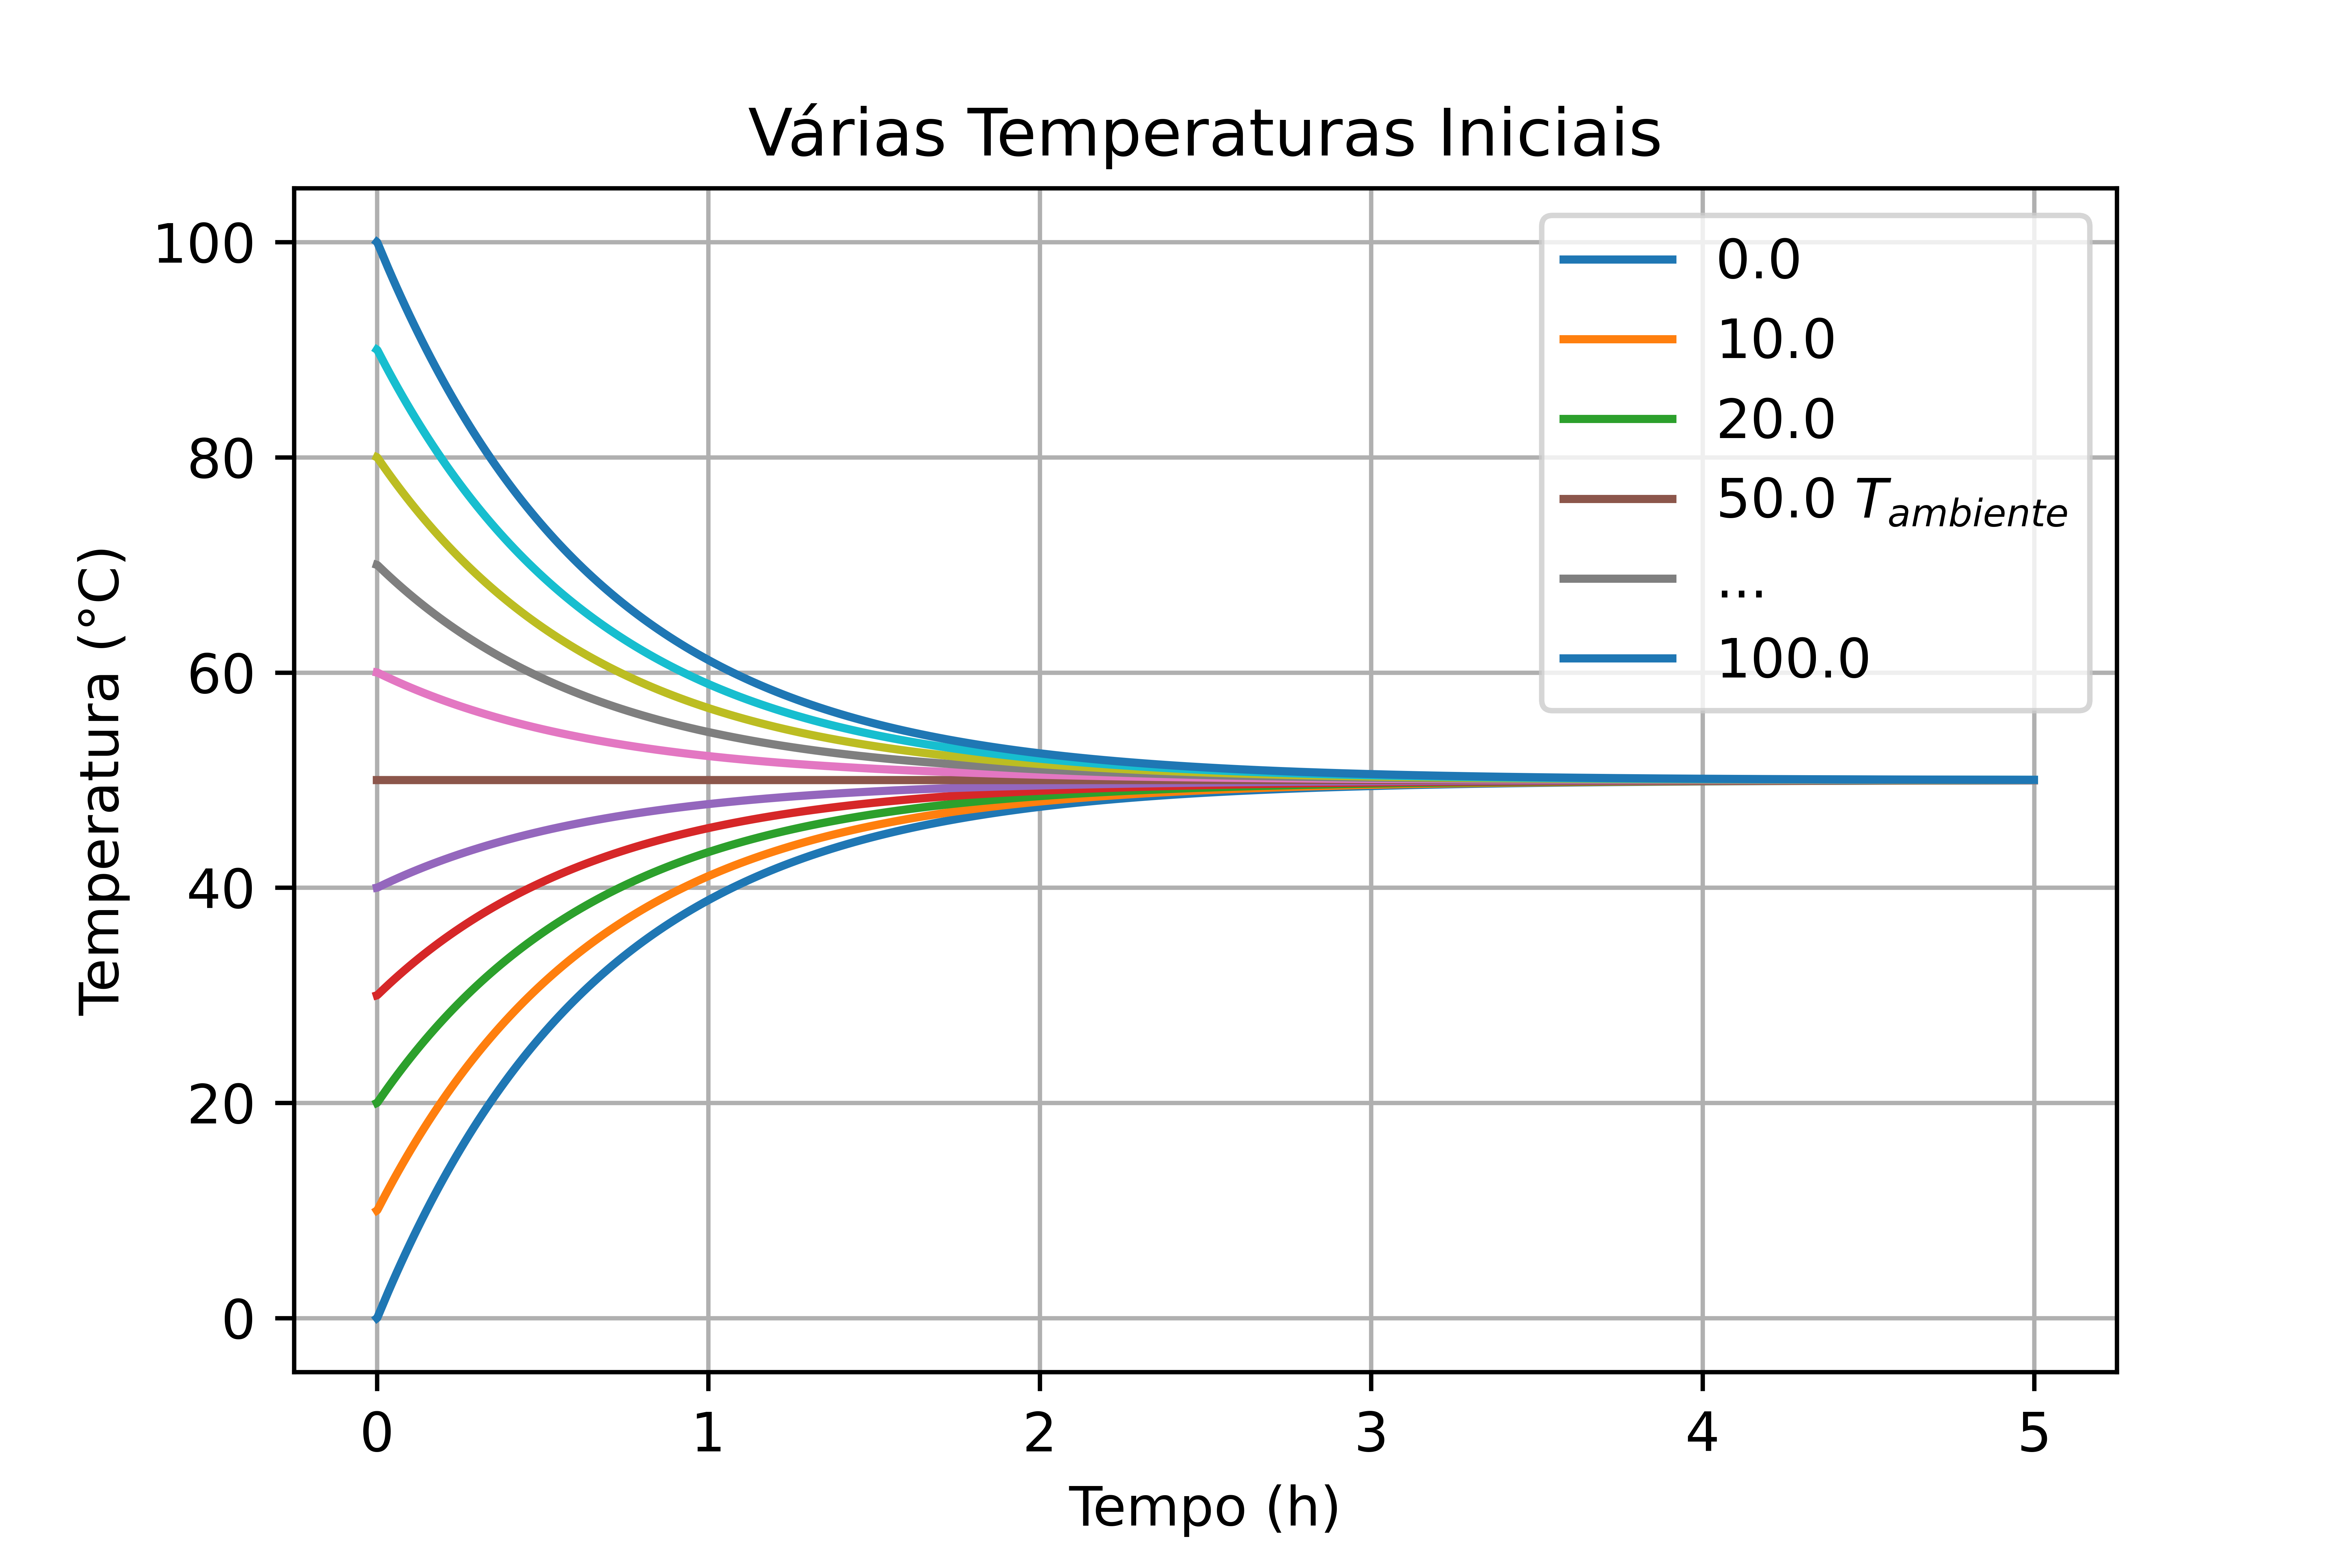 Várias Temperaturas Iniciais
100
80
60
40
20
0
Temperatura (°C)
0.0
10.0
20.0
50.0 T_ambiente
...
100.0
0 1 2 3 4 5
Tempo (h)